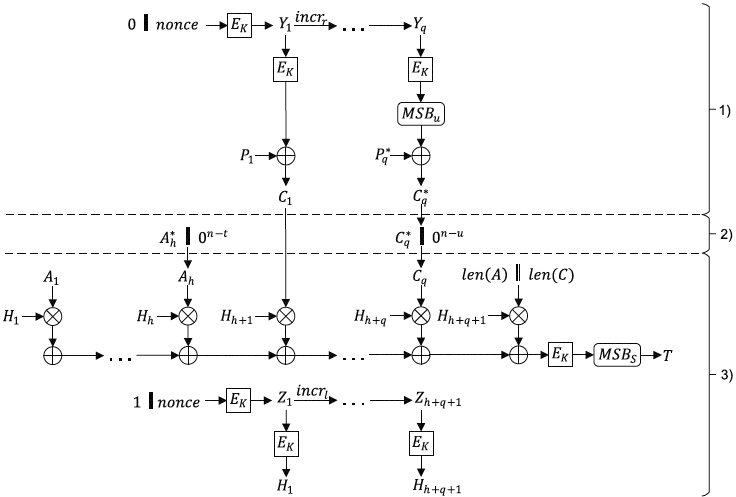 0 ‖ nonce E_K Y_1 incr_r ... Y_q
E_K E_K
MSB_u
1)
P_1 P_q^*
C_1 C_q^*
A_h^* ‖ 0^{n-t} C_q^* ‖ 0^{n-u} 2)
A_1 A_h C_q len(A) ‖ len(C)
H_1 H_h H_{h+1} H_{h+q} H_{h+q+1}
... ... E_K MSB_S T
3)
1 ‖ nonce E_K Z_1 incr_l ... Z_{h+q+1}
E_K E_K
H_1 H_{h+q+1}